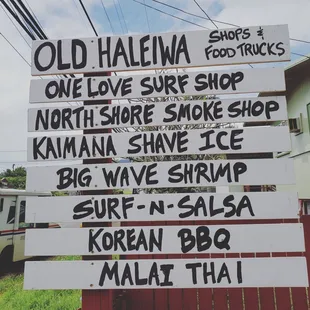 OLD HALEIWA SHOPS & FOOD TRUCKS
ONE LOVE SURF SHOP
NORTH SHORE SMOKE SHOP
KAIMANA SHAVE ICE
BIG WAVE SHRIMP
SURF-N-SALSA
KOREAN BBQ
MALAI THAI